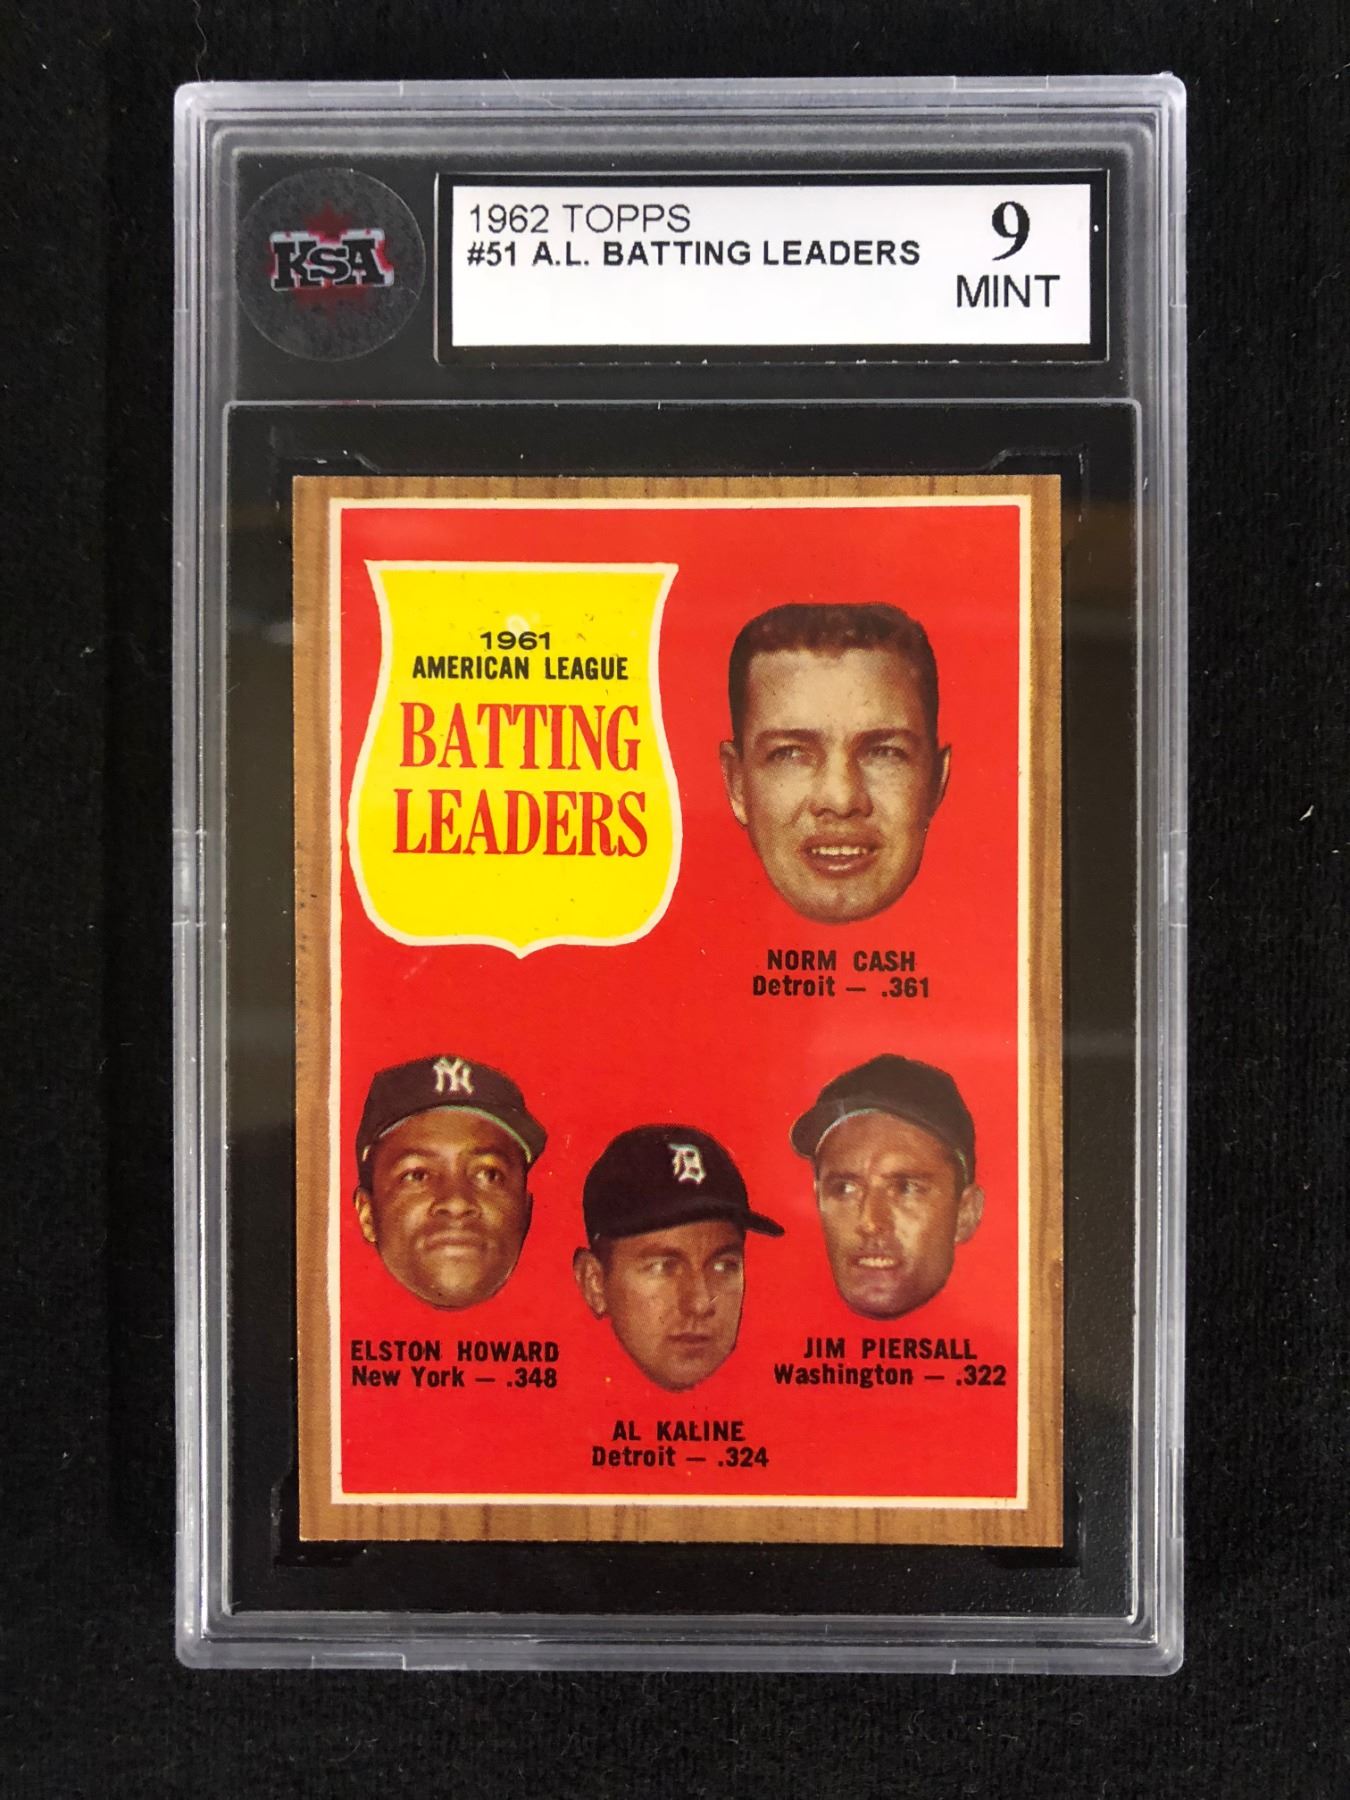 KSA
1962 TOPPS
#51 A.L. BATTING LEADERS
9
MINT
1961
AMERICAN LEAGUE
BATTING
LEADERS
NORM CASH
Detroit — .361
NY
ELSTON HOWARD
New York — .348
D
AL KALINE
Detroit — .324
JIM PIERSALL
Washington — .322